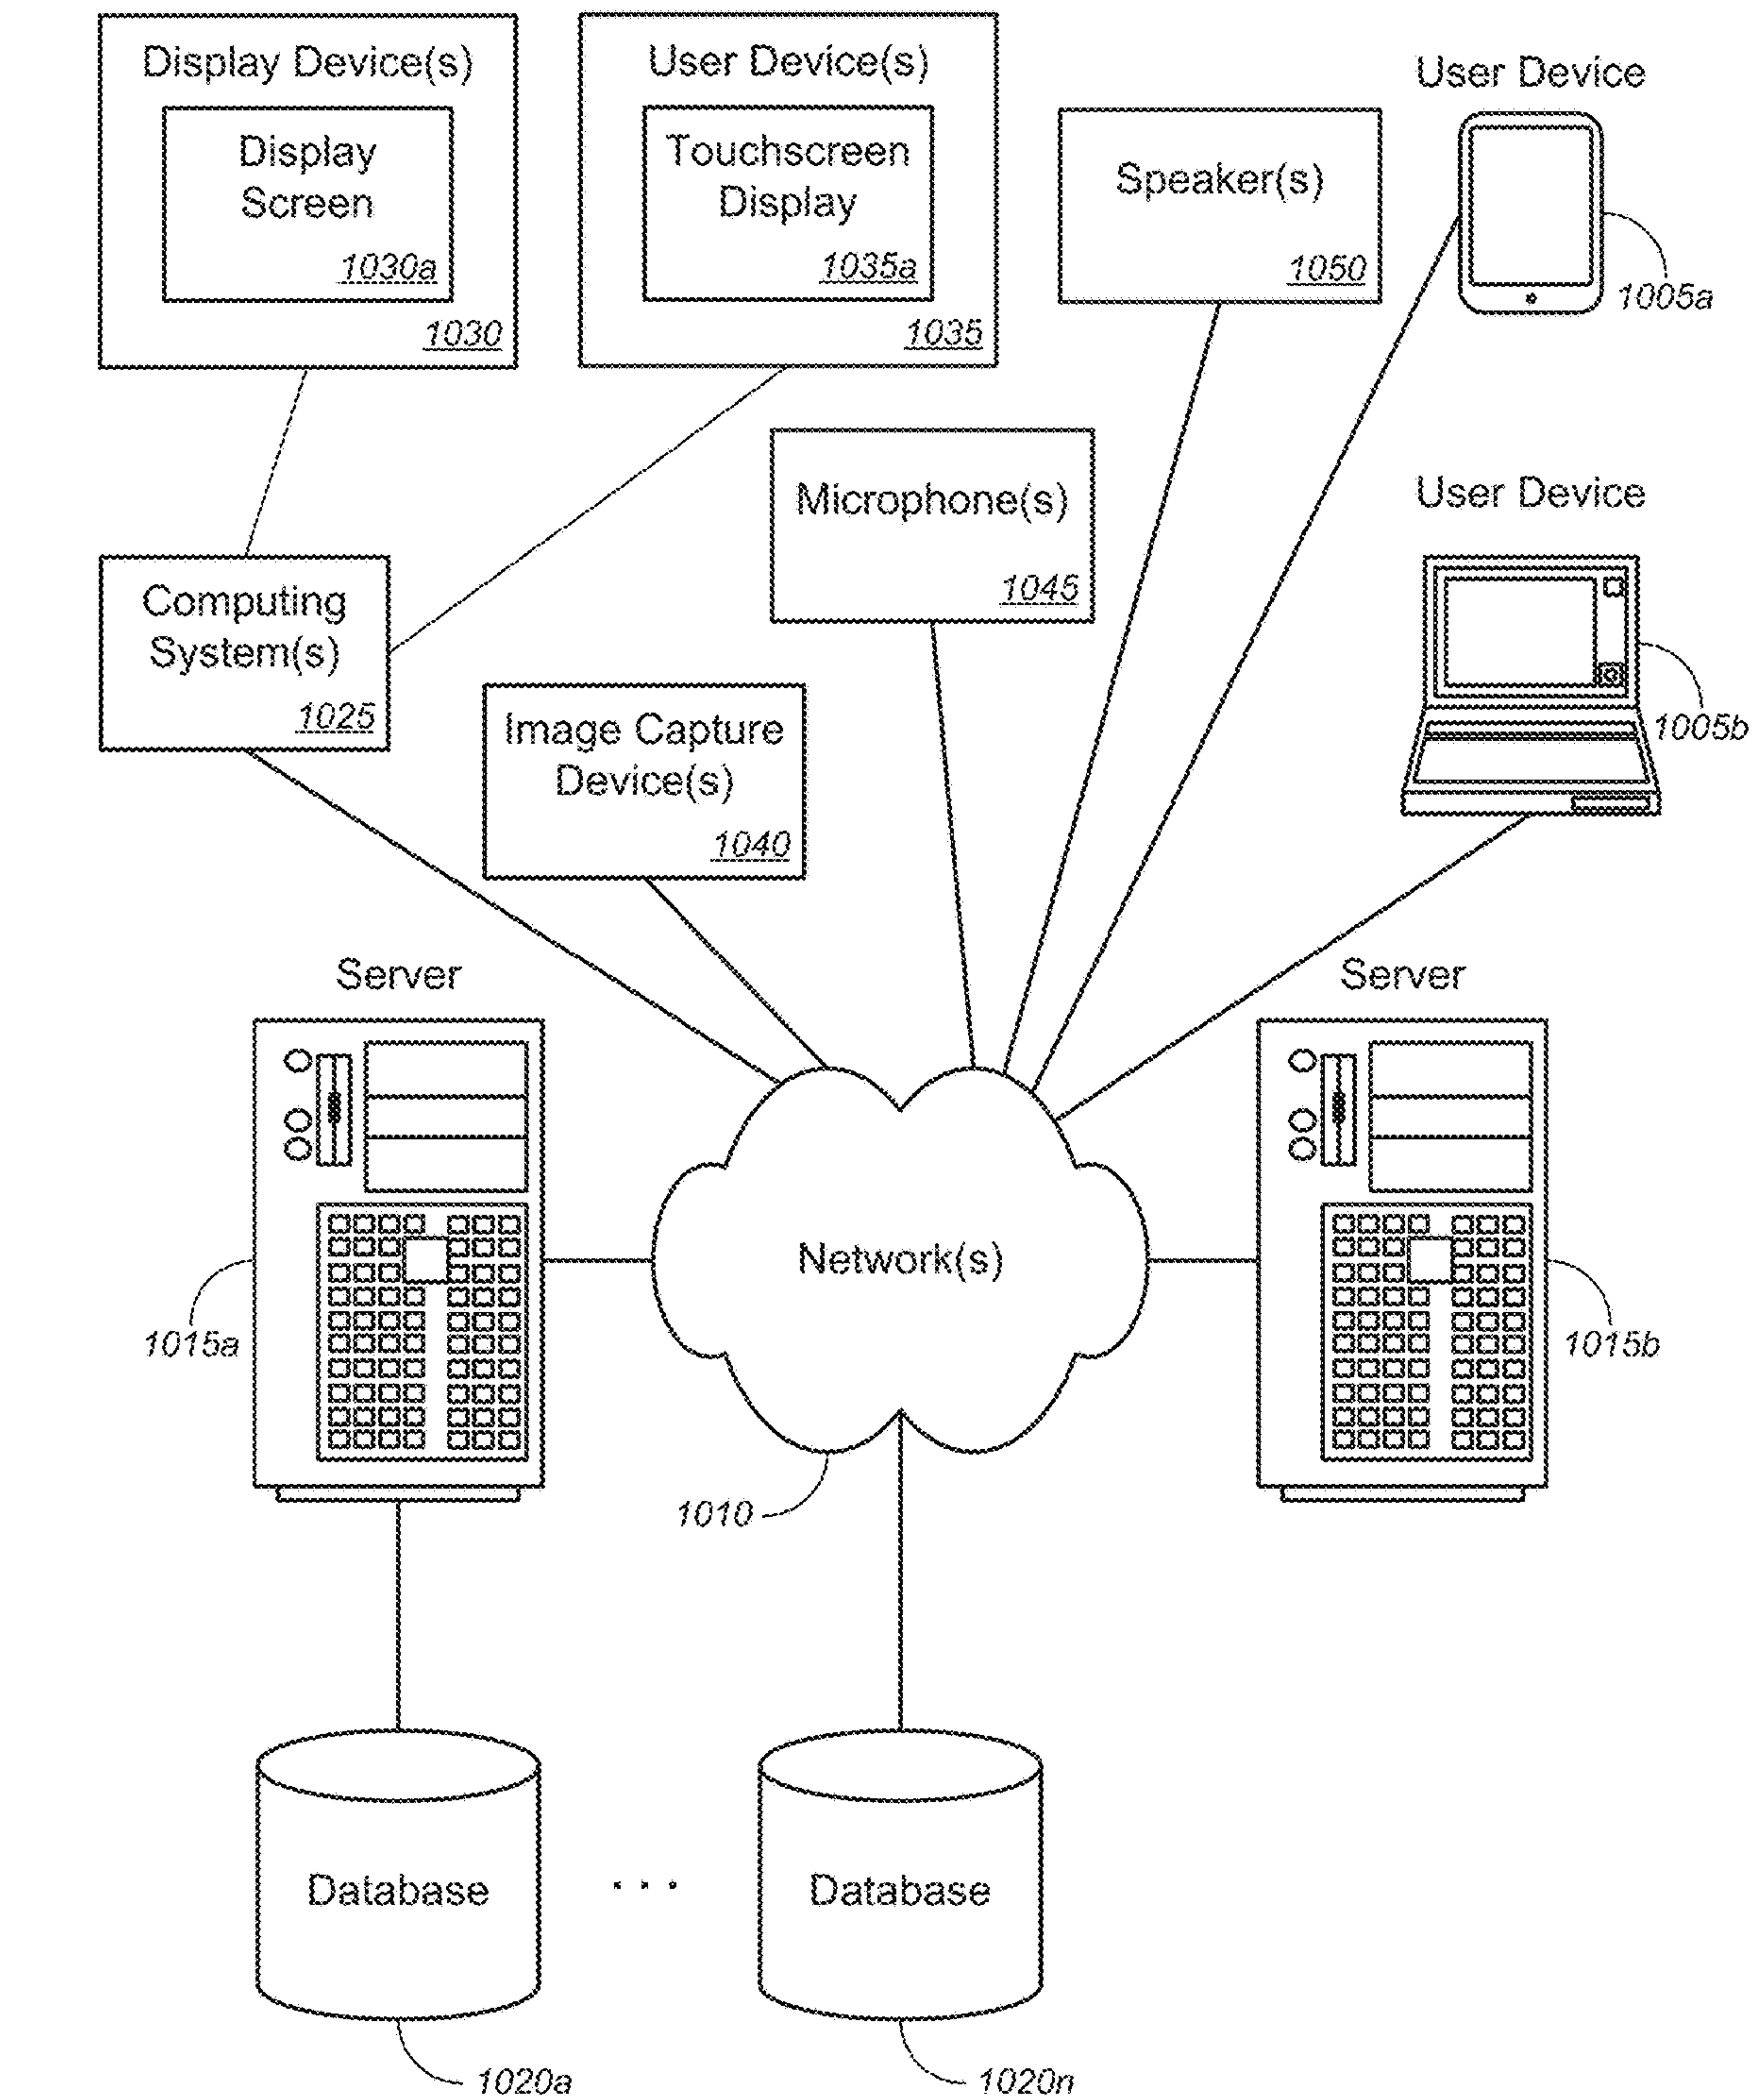 Display Device(s)
Display
Screen
1030a
1030
User Device(s)
Touchscreen
Display
1035a
1035
Speaker(s)
1050
User Device
1005a
Microphone(s)
1045
User Device
1005b
Computing
System(s)
1025
Image Capture
Device(s)
1040
Server
1015a
Network(s)
1010
Server
1015b
Database
1020a
. . .
Database
1020n